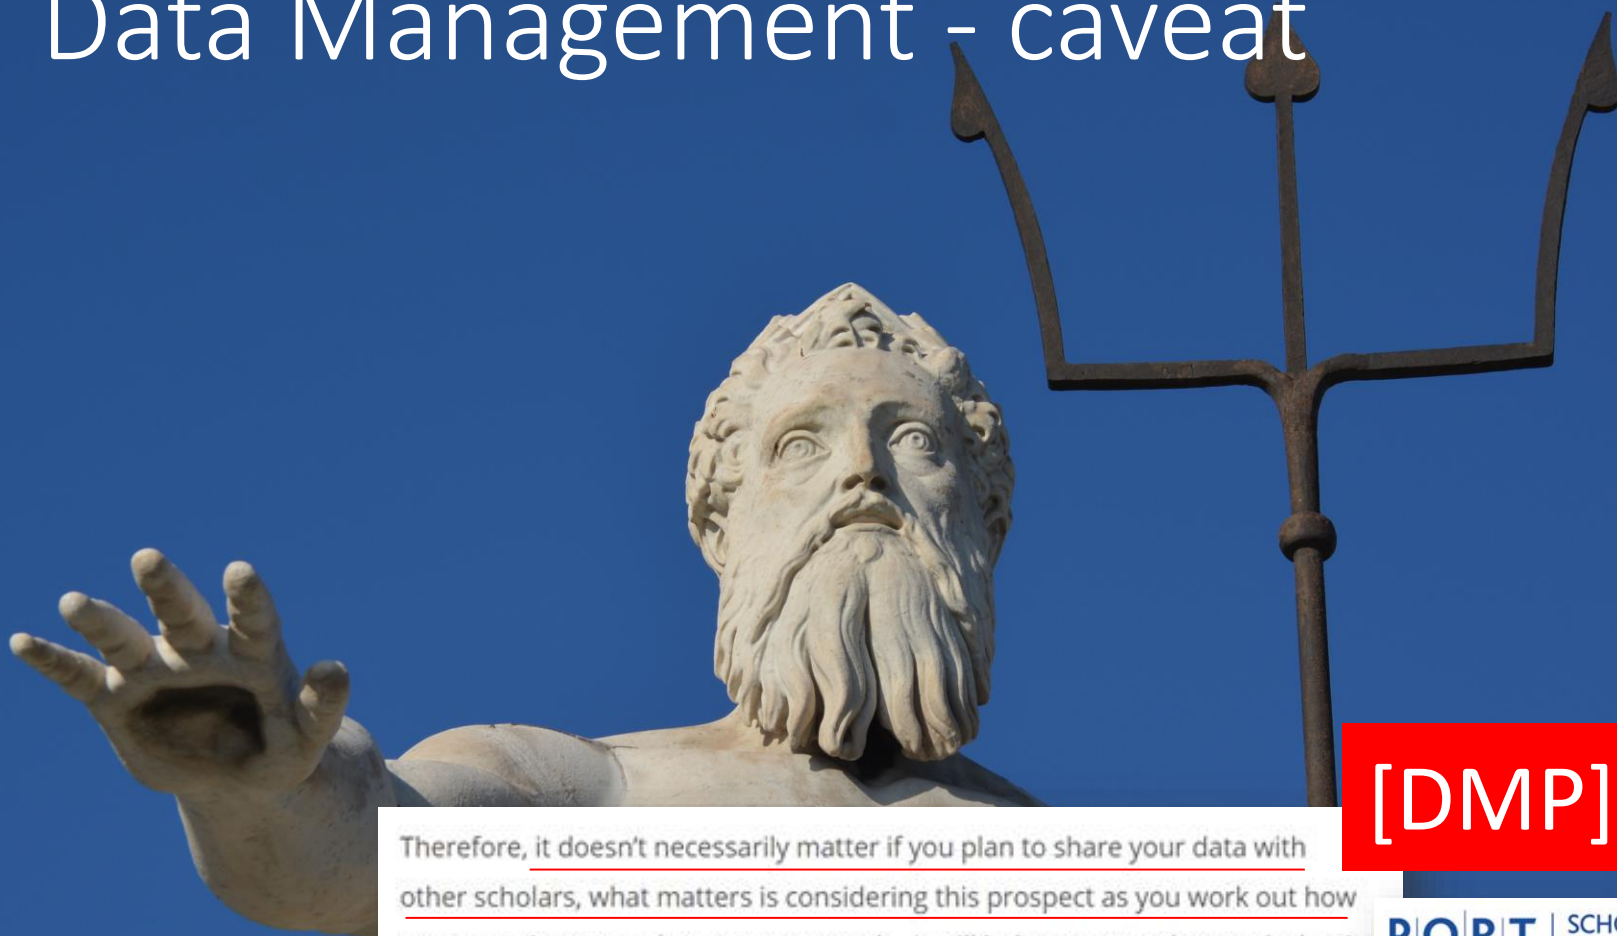 Data Management - caveat
[DMP]
Therefore, it doesn't necessarily matter if you plan to share your data with
other scholars, what matters is considering this prospect as you work out how
P|O|R|T | SCHO